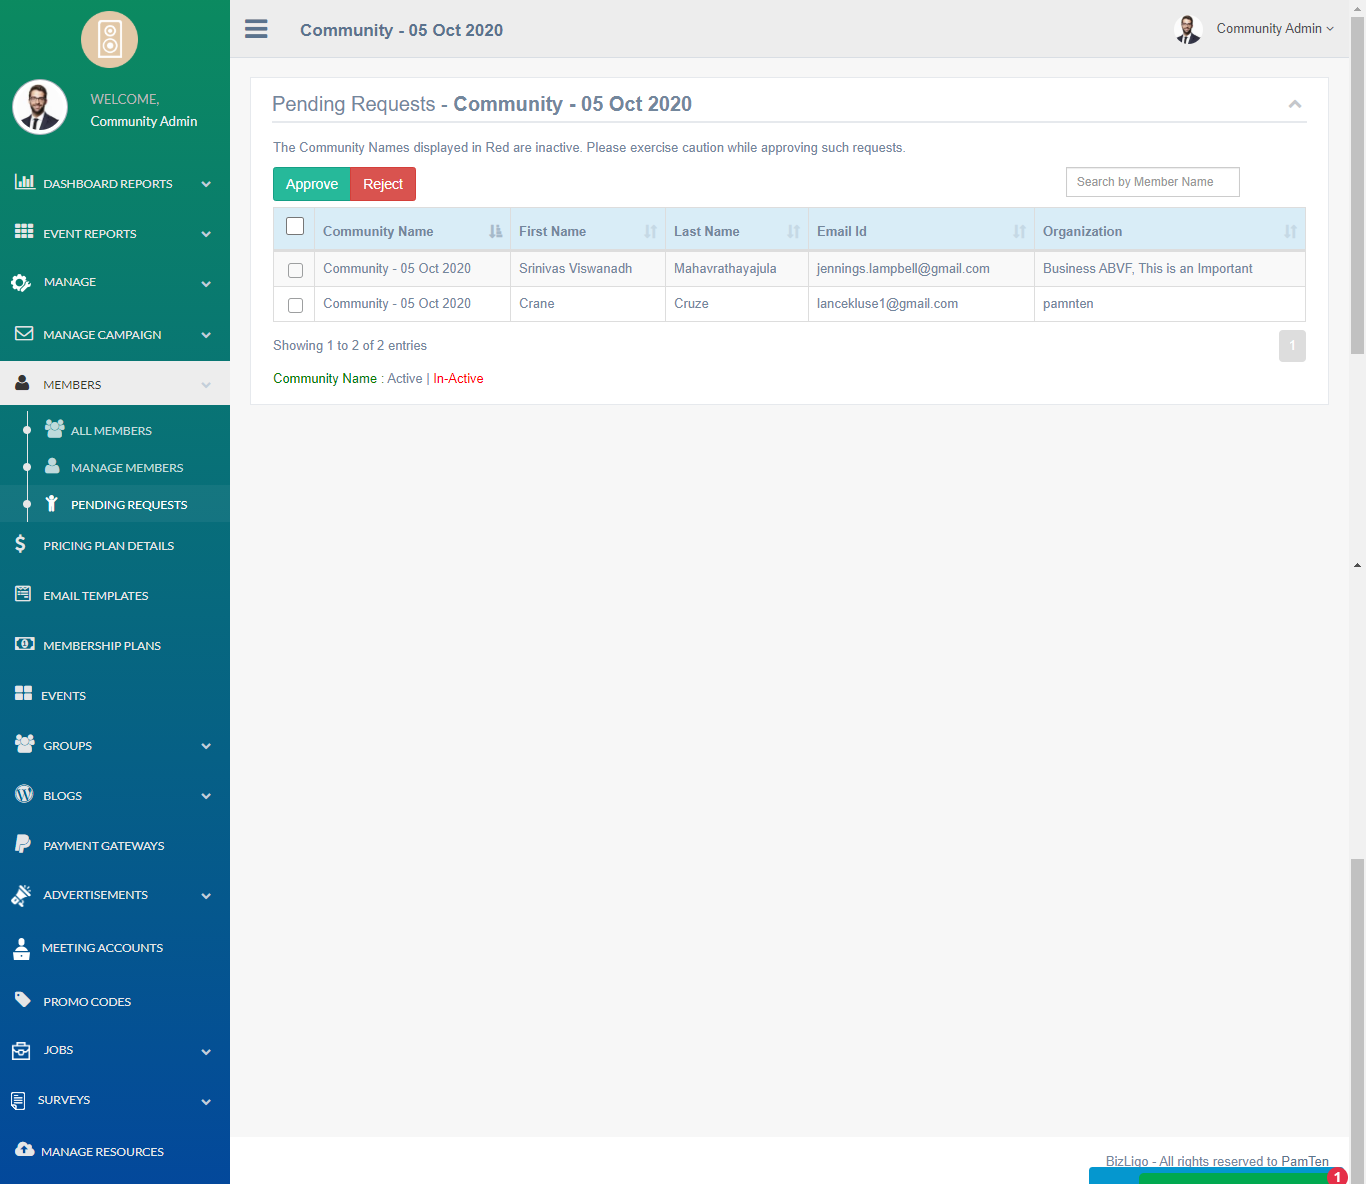 Community - 05 Oct 2020
Community Admin
WELCOME,
Community Admin
DASHBOARD REPORTS
EVENT REPORTS
MANAGE
MANAGE CAMPAIGN
MEMBERS
ALL MEMBERS
MANAGE MEMBERS
PENDING REQUESTS
PRICING PLAN DETAILS
EMAIL TEMPLATES
MEMBERSHIP PLANS
EVENTS
GROUPS
BLOGS
PAYMENT GATEWAYS
ADVERTISEMENTS
MEETING ACCOUNTS
PROMO CODES
JOBS
SURVEYS
MANAGE RESOURCES
Pending Requests - Community - 05 Oct 2020
The Community Names displayed in Red are inactive. Please exercise caution while approving such requests.
Approve Reject Search by Member Name
Community Name First Name Last Name Email Id Organization
Community - 05 Oct 2020 Srinivas Viswanadh Mahavrathayajula jennings.lampbell@gmail.com Business ABVF, This is an Important
Community - 05 Oct 2020 Crane Cruze lancekluse1@gmail.com pamnten
Showing 1 to 2 of 2 entries 1
Community Name : Active | In-Active
BizLigo - All rights reserved to PamTen
1